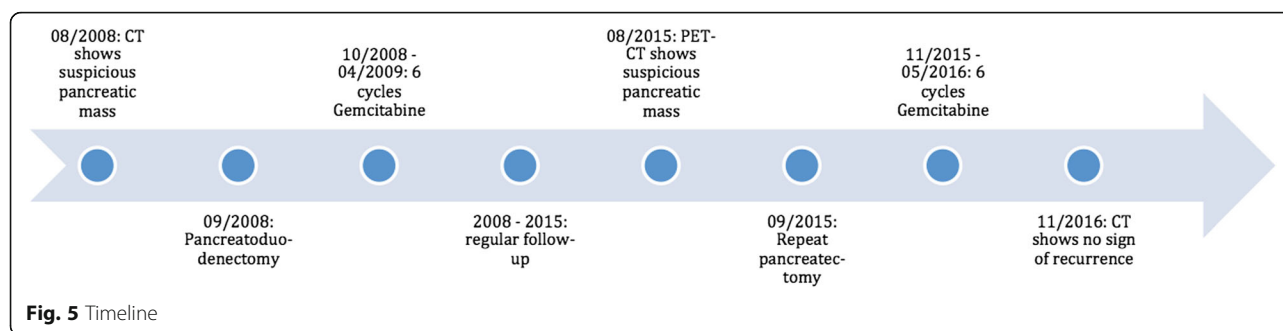 08/2008: CT
shows
suspicious
pancreatic
mass
09/2008:
Pancreatoduo-
denectomy
10/2008 -
04/2009: 6
cycles
Gemcitabine
2008 - 2015:
regular follow-
up
08/2015: PET-
CT shows
suspicious
pancreatic
mass
09/2015:
Repeat
pancreatec-
tomy
11/2015 -
05/2016: 6
cycles
Gemcitabine
11/2016: CT
shows no sign
of recurrence
Fig. 5 Timeline